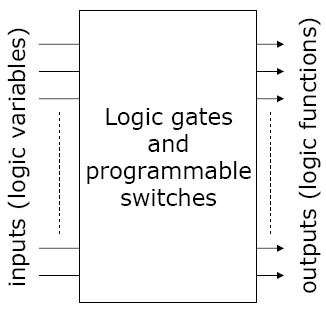 inputs (logic variables)
Logic gates
and
programmable
switches
outputs (logic functions)